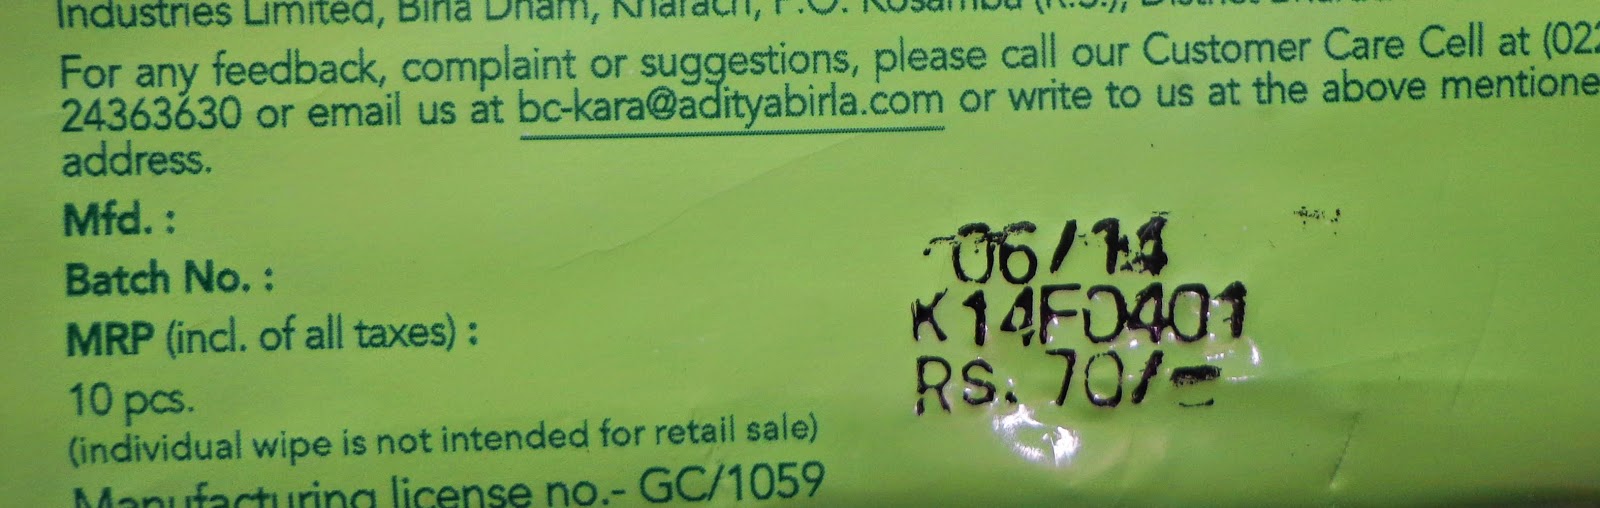 Industries Limited, Birla Dham, Kharach, P.O. Kosamba (R.S.), District
For any feedback, complaint or suggestions, please call our Customer Care Cell at (022
24363630 or email us at bc-kara@adityabirla.com or write to us at the above mentione
address.
Mfd. : 06/14
Batch No. : K14F0401
MRP (incl. of all taxes) : RS. 70/-
10 pcs.
(individual wipe is not intended for retail sale)
Manufacturing license no.- GC/1059